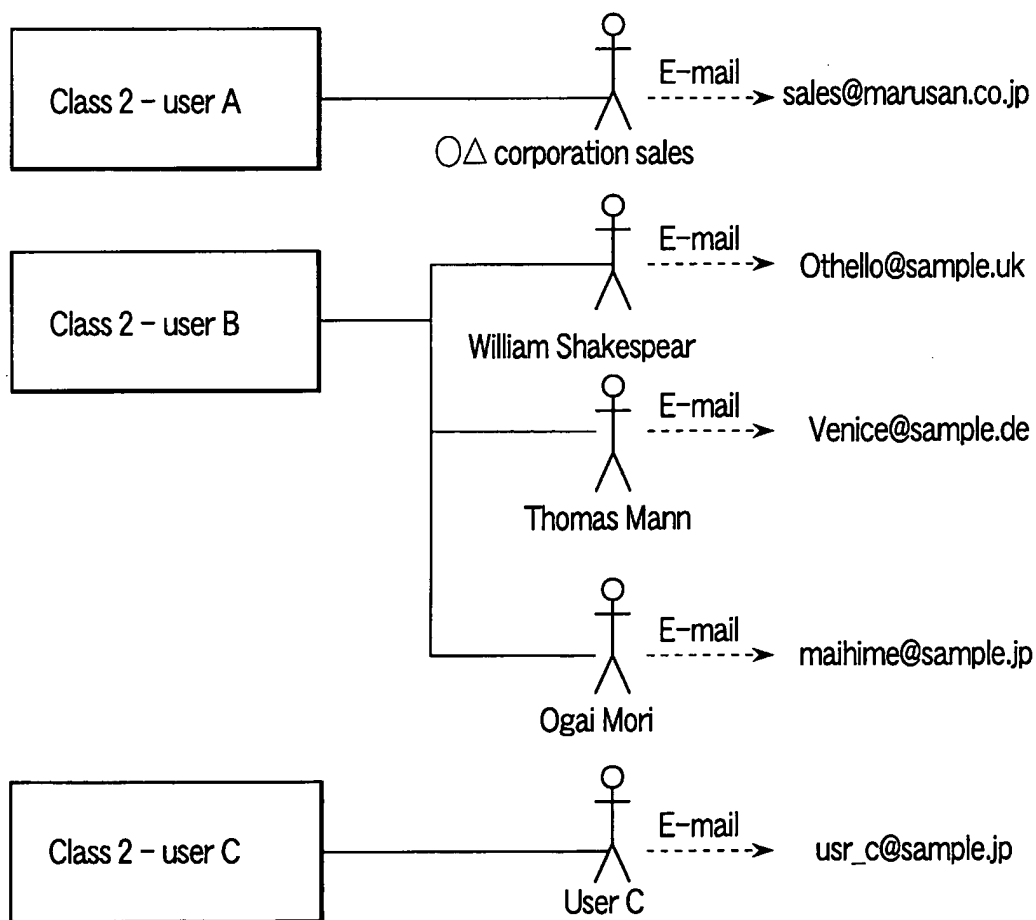 Class 2 – user A
E-mail
sales@marusan.co.jp
○△ corporation sales
Class 2 – user B
E-mail
Othello@sample.uk
William Shakespear
E-mail
Venice@sample.de
Thomas Mann
E-mail
maihime@sample.jp
Ogai Mori
Class 2 – user C
E-mail
usr_c@sample.jp
User C